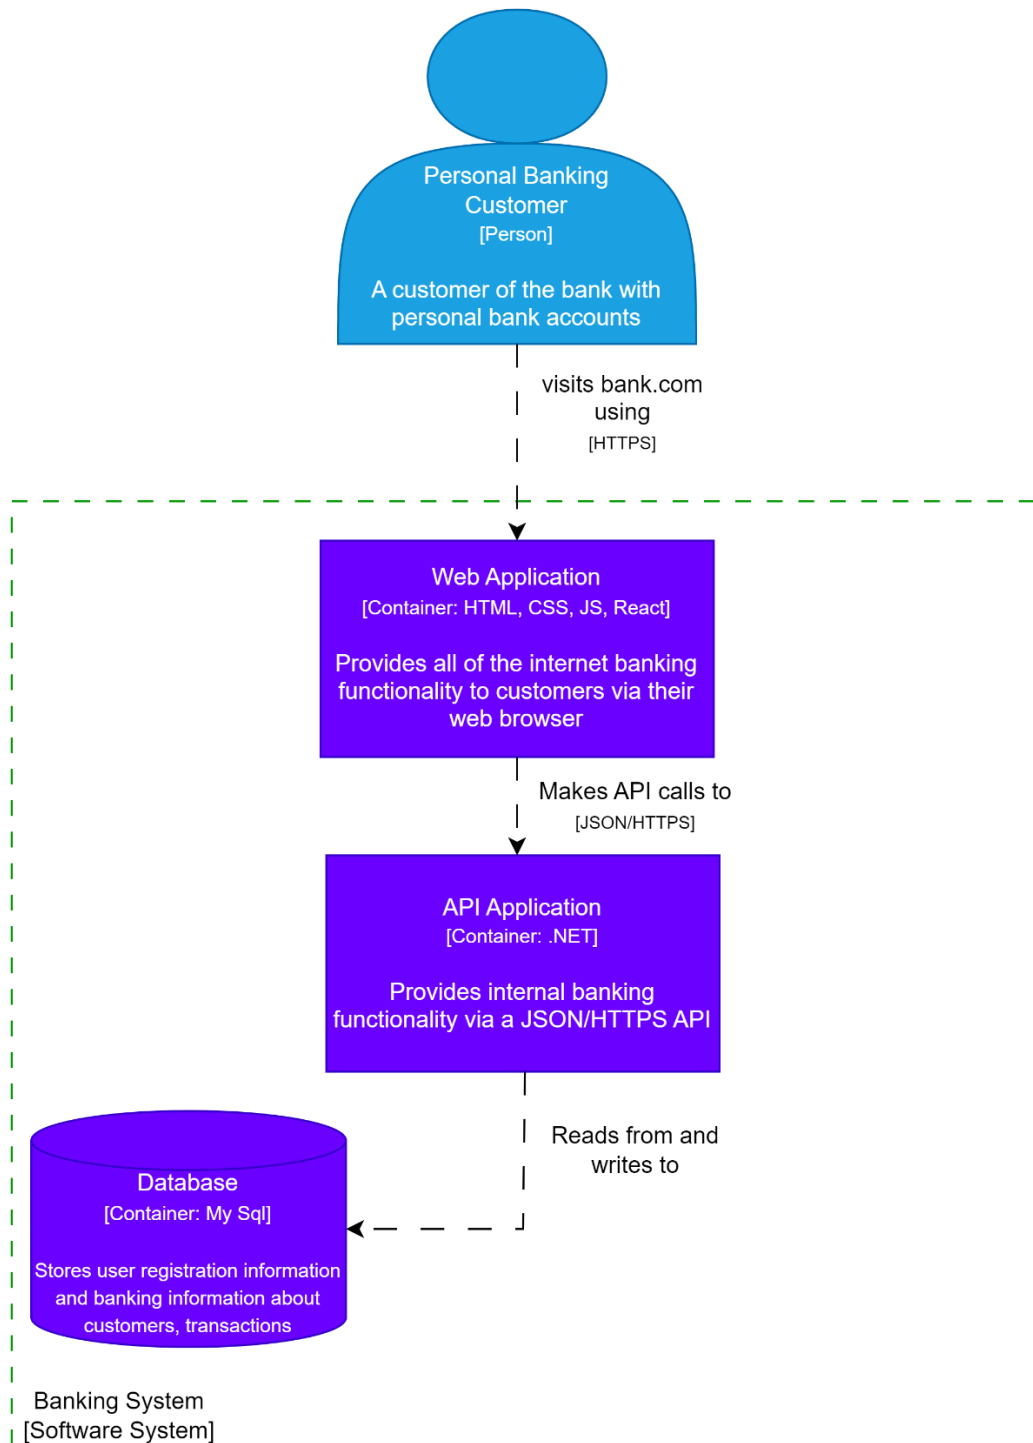 Personal Banking
Customer
[Person]
A customer of the bank with
personal bank accounts
visits bank.com
using
[HTTPS]
Web Application
[Container: HTML, CSS, JS, React]
Provides all of the internet banking
functionality to customers via their
web browser
Makes API calls to
[JSON/HTTPS]
API Application
[Container: .NET]
Provides internal banking
functionality via a JSON/HTTPS API
Reads from and
writes to
Database
[Container: My Sql]
Stores user registration information
and banking information about
customers, transactions
Banking System
[Software System]